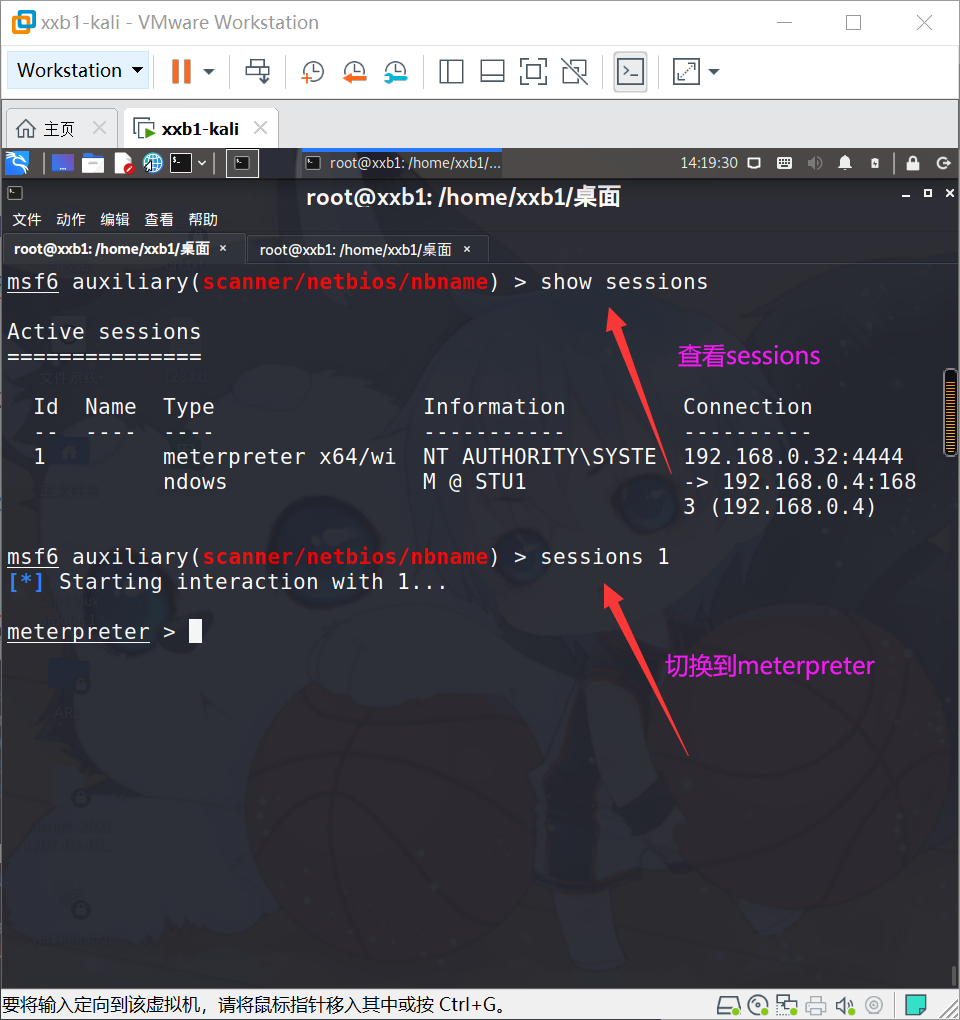 xxb1-kali - VMware Workstation
Workstation
主页
xxb1-kali
root@xxb1: /home/xxb1/...
14:19:30
root@xxb1: /home/xxb1/桌面
文件 动作 编辑 查看 帮助
root@xxb1: /home/xxb1/桌面
root@xxb1: /home/xxb1/桌面
msf6 auxiliary(scanner/netbios/nbname) > show sessions
Active sessions
===============
查看sessions
Id Name Type Information Connection
-- ---- ---- ----------- ----------
1 meterpreter x64/wi NT AUTHORITY\SYSTE 192.168.0.32:4444
ndows M @ STU1 -> 192.168.0.4:168
3 (192.168.0.4)
msf6 auxiliary(scanner/netbios/nbname) > sessions 1
[*] Starting interaction with 1...
meterpreter >
切换到meterpreter
要将输入定向到该虚拟机，请将鼠标指针移入其中或按 Ctrl+G。